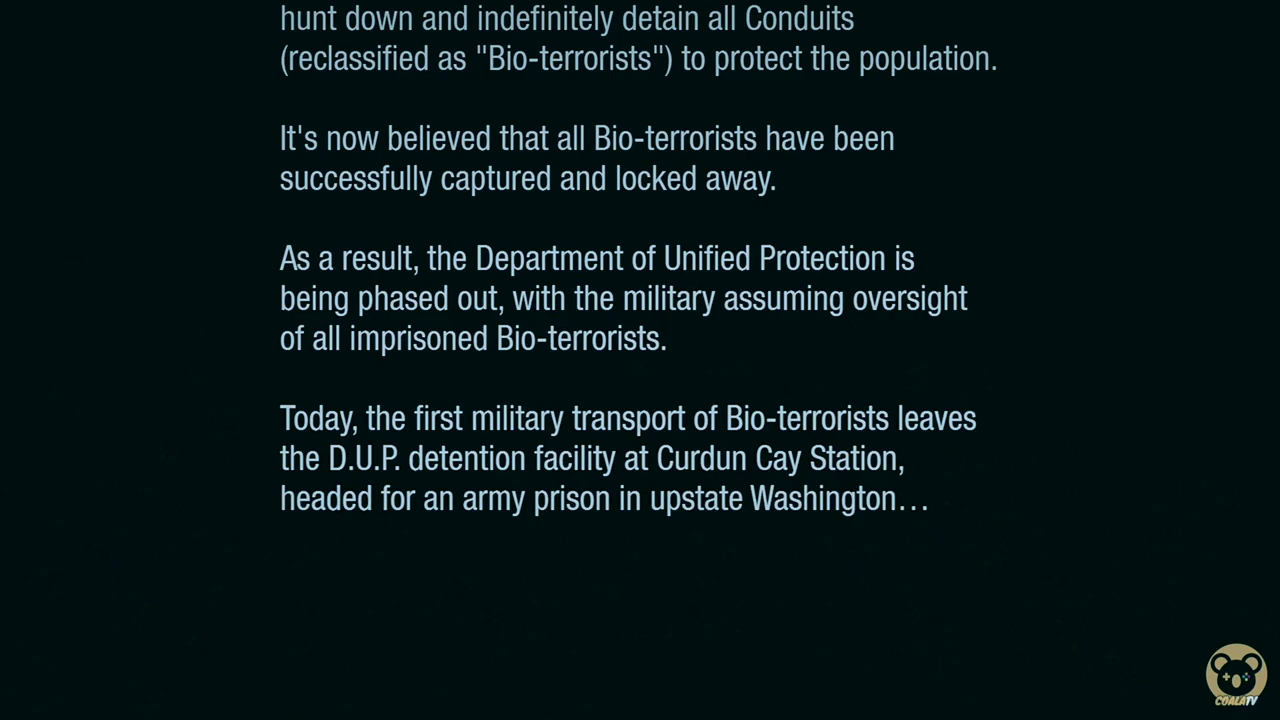 hunt down and indefinitely detain all Conduits
(reclassified as "Bio-terrorists") to protect the population.
It's now believed that all Bio-terrorists have been
successfully captured and locked away.
As a result, the Department of Unified Protection is
being phased out, with the military assuming oversight
of all imprisoned Bio-terrorists.
Today, the first military transport of Bio-terrorists leaves
the D.U.P. detention facility at Curdun Cay Station,
headed for an army prison in upstate Washington…
COALATV